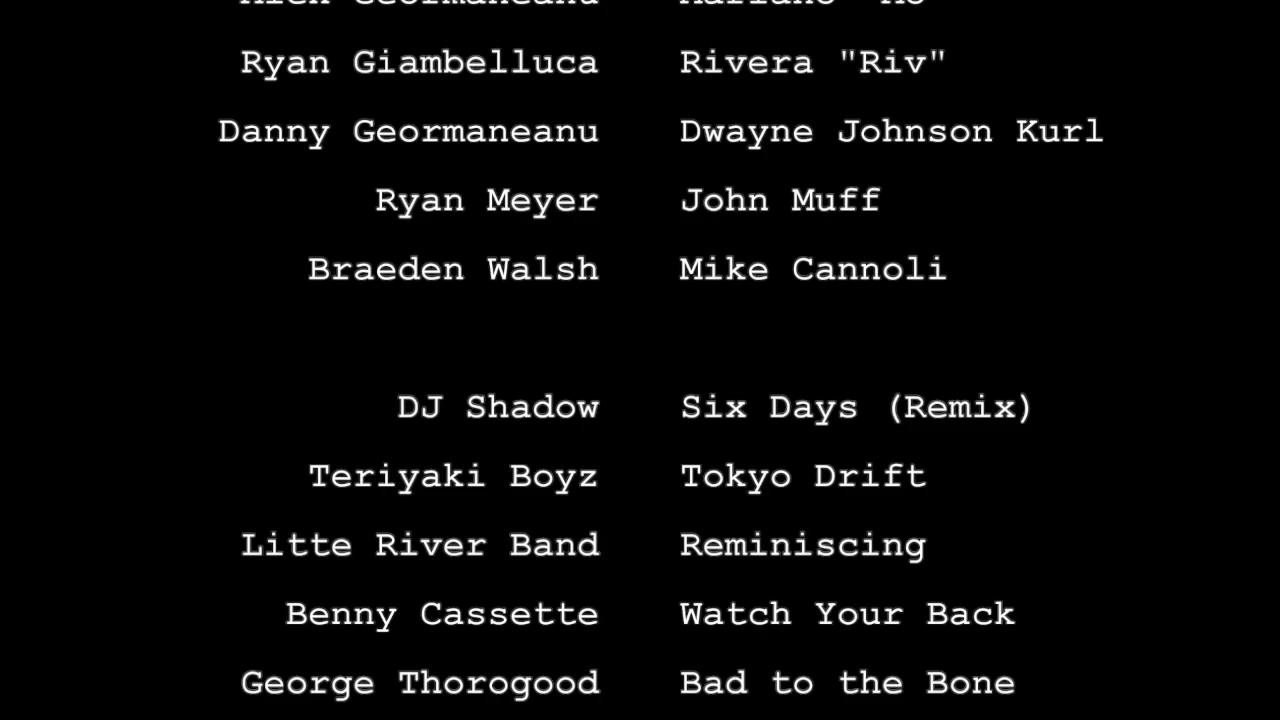 Geormaneanu
Ryan Giambelluca Rivera "Riv"
Danny Geormaneanu Dwayne Johnson Kurl
Ryan Meyer John Muff
Braeden Walsh Mike Cannoli
DJ Shadow Six Days (Remix)
Teriyaki Boyz Tokyo Drift
Litte River Band Reminiscing
Benny Cassette Watch Your Back
George Thorogood Bad to the Bone